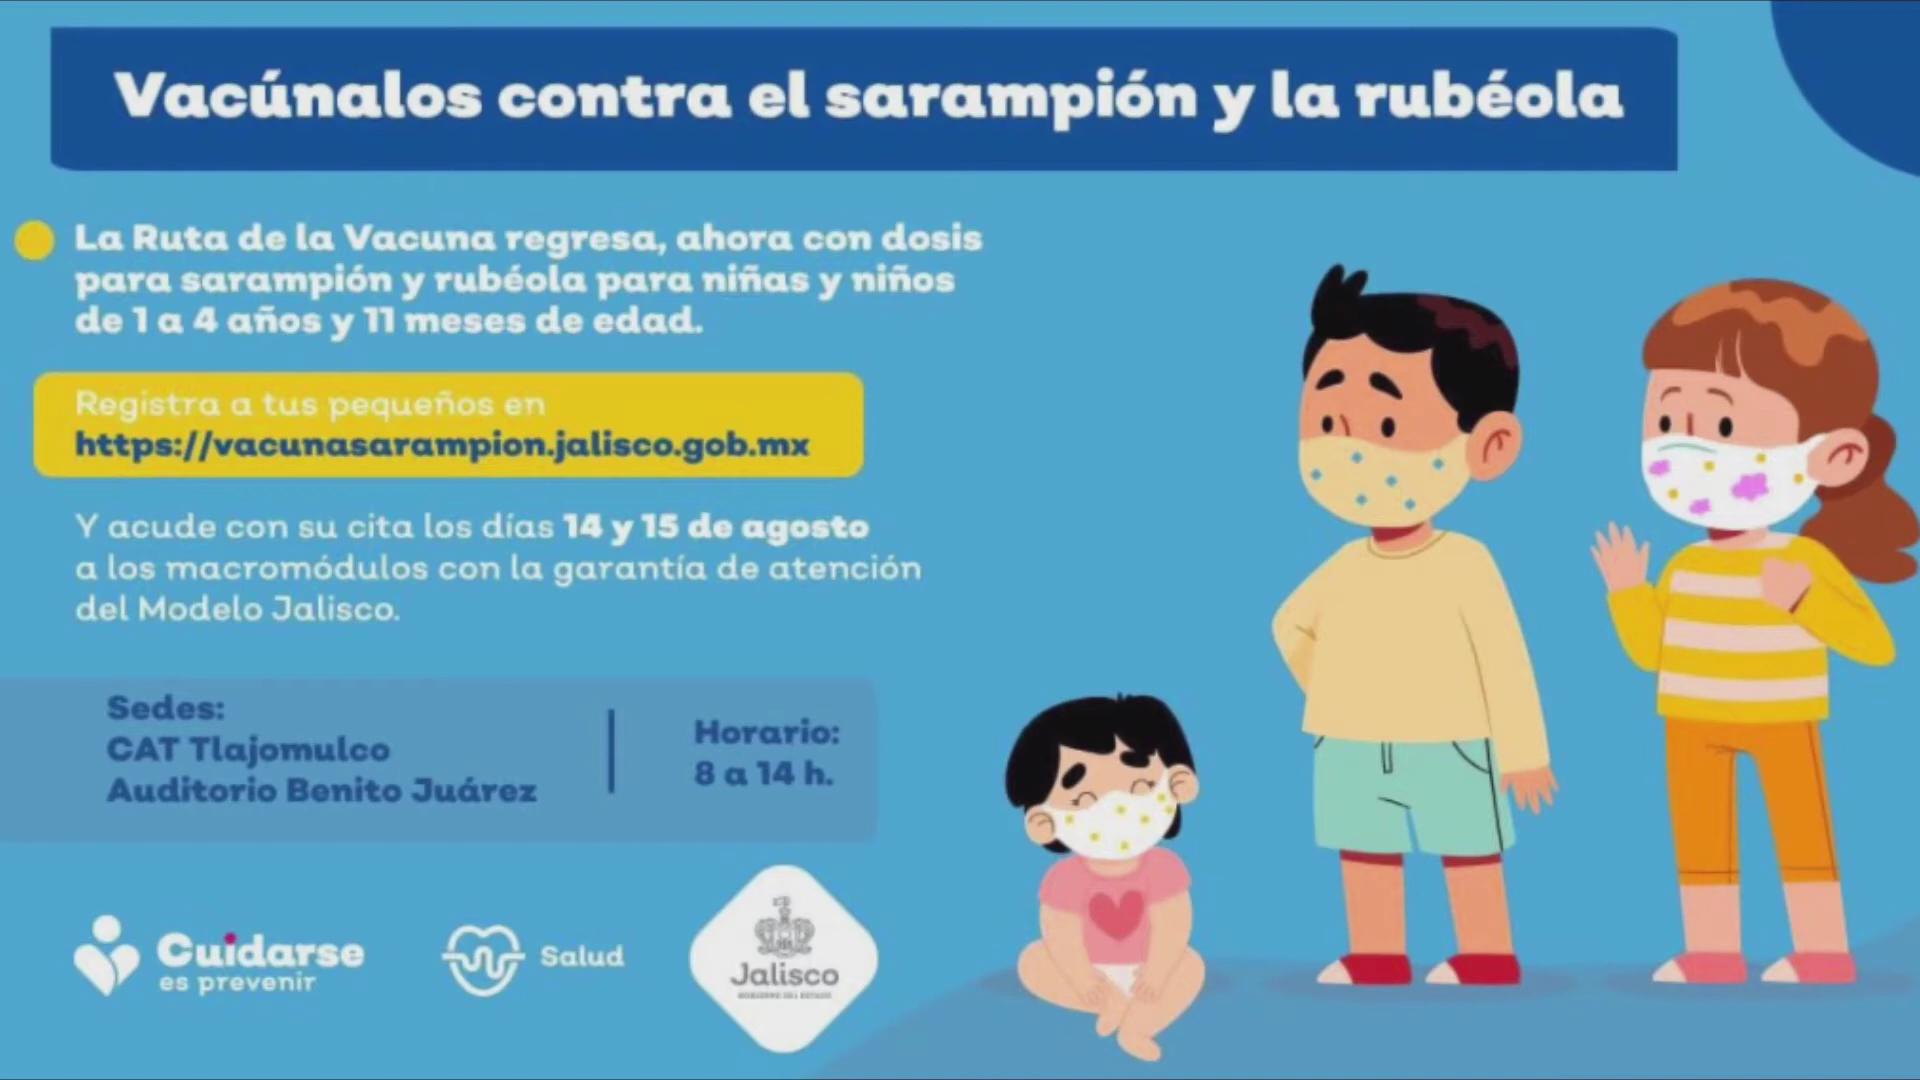 Vacúnalos contra el sarampión y la rubéola
La Ruta de la Vacuna regresa, ahora con dosis
para sarampión y rubéola para niñas y niños
de 1 a 4 años y 11 meses de edad.
Registra a tus pequeños en
https://vacunasarampion.jalisco.gob.mx
Y acude con su cita los días 14 y 15 de agosto
a los macromódulos con la garantía de atención
del Modelo Jalisco.
Sedes:
CAT Tlajomulco
Auditorio Benito Juárez
Horario:
8 a 14 h.
Cuidarse
es prevenir
Salud
Jalisco
GOBIERNO DEL ESTADO